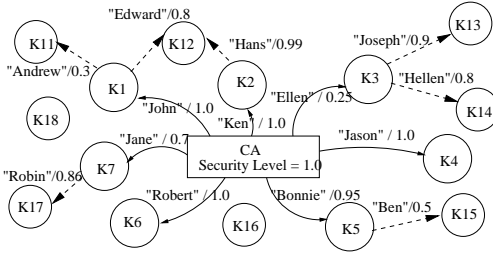 "Edward"/0.8
K13
K11
K12
"Joseph"/0.9
"Hans"/0.99
"Andrew"/0.3
K1
K2
K3
"Hellen"/0.8
"Ellen" / 0.25
"John" / 1.0
K14
K18
"Ken" / 1.0
"Jason" / 1.0
"Jane" / 0.7
CA
Security Level = 1.0
K4
K7
"Robin"/0.86
"Robert" / 1.0
"Bonnie"/0.95
"Ben"/0.5
K17
K6
K16
K5
K15